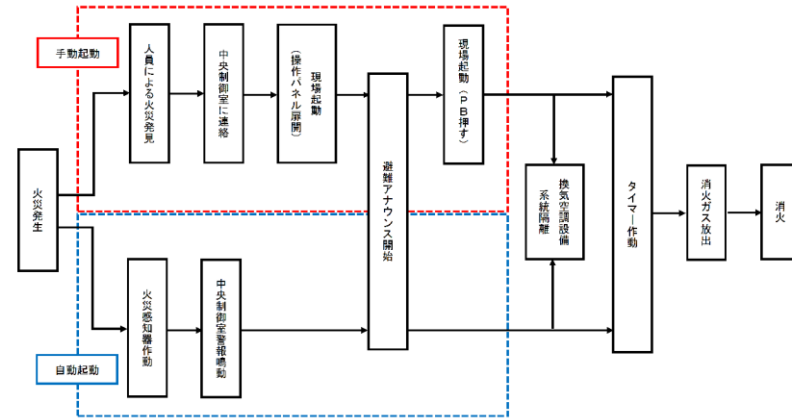 手動起動
人員による火災発見
中央制御室に連絡
現場起動
(操作パネル扉開)
現場起動(PB押す)
火災発生
避難アナウンス開始
換気空調設備
系統隔離
タイマー作動
消火ガス放出
消火
火災感知器作動
中央制御室警報鳴動
自動起動